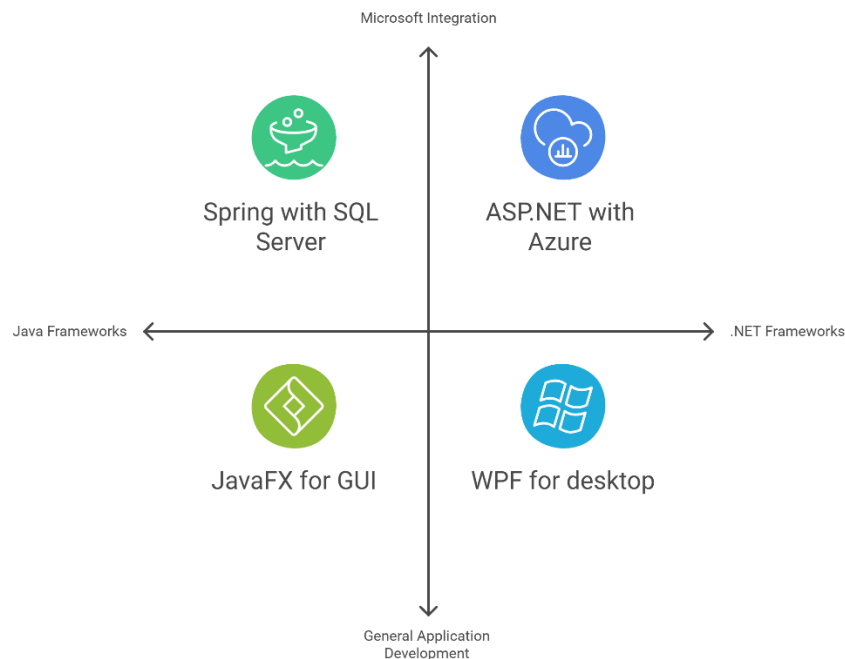 Microsoft Integration
Spring with SQL
Server
ASP.NET with
Azure
Java Frameworks
.NET Frameworks
JavaFX for GUI
WPF for desktop
General Application
Development